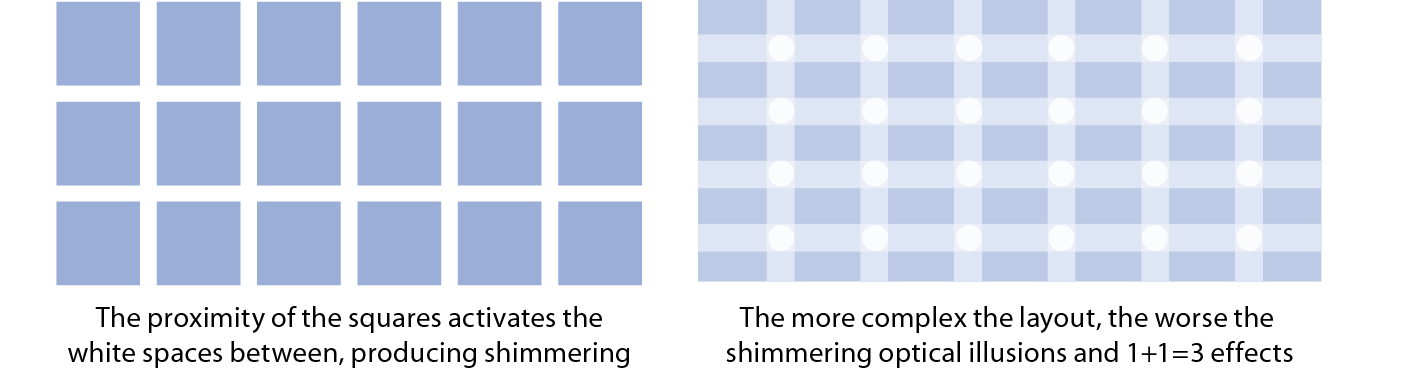 The proximity of the squares activates the
white spaces between, producing shimmering
The more complex the layout, the worse the
shimmering optical illusions and 1+1=3 effects